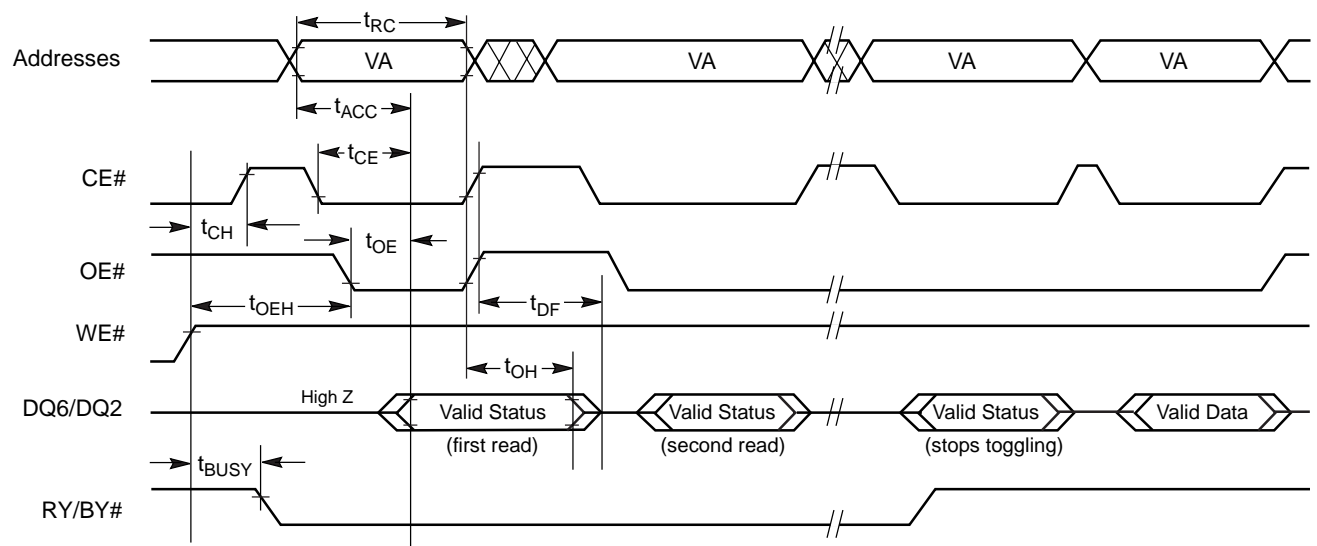 tRC
Addresses VA VA VA VA
tACC
tCE
CE#
tCH tOE
OE#
tOEH tDF
WE#
tOH
DQ6/DQ2 High Z Valid Status Valid Status Valid Status Valid Data
(first read) (second read) (stops toggling)
tBUSY
RY/BY#